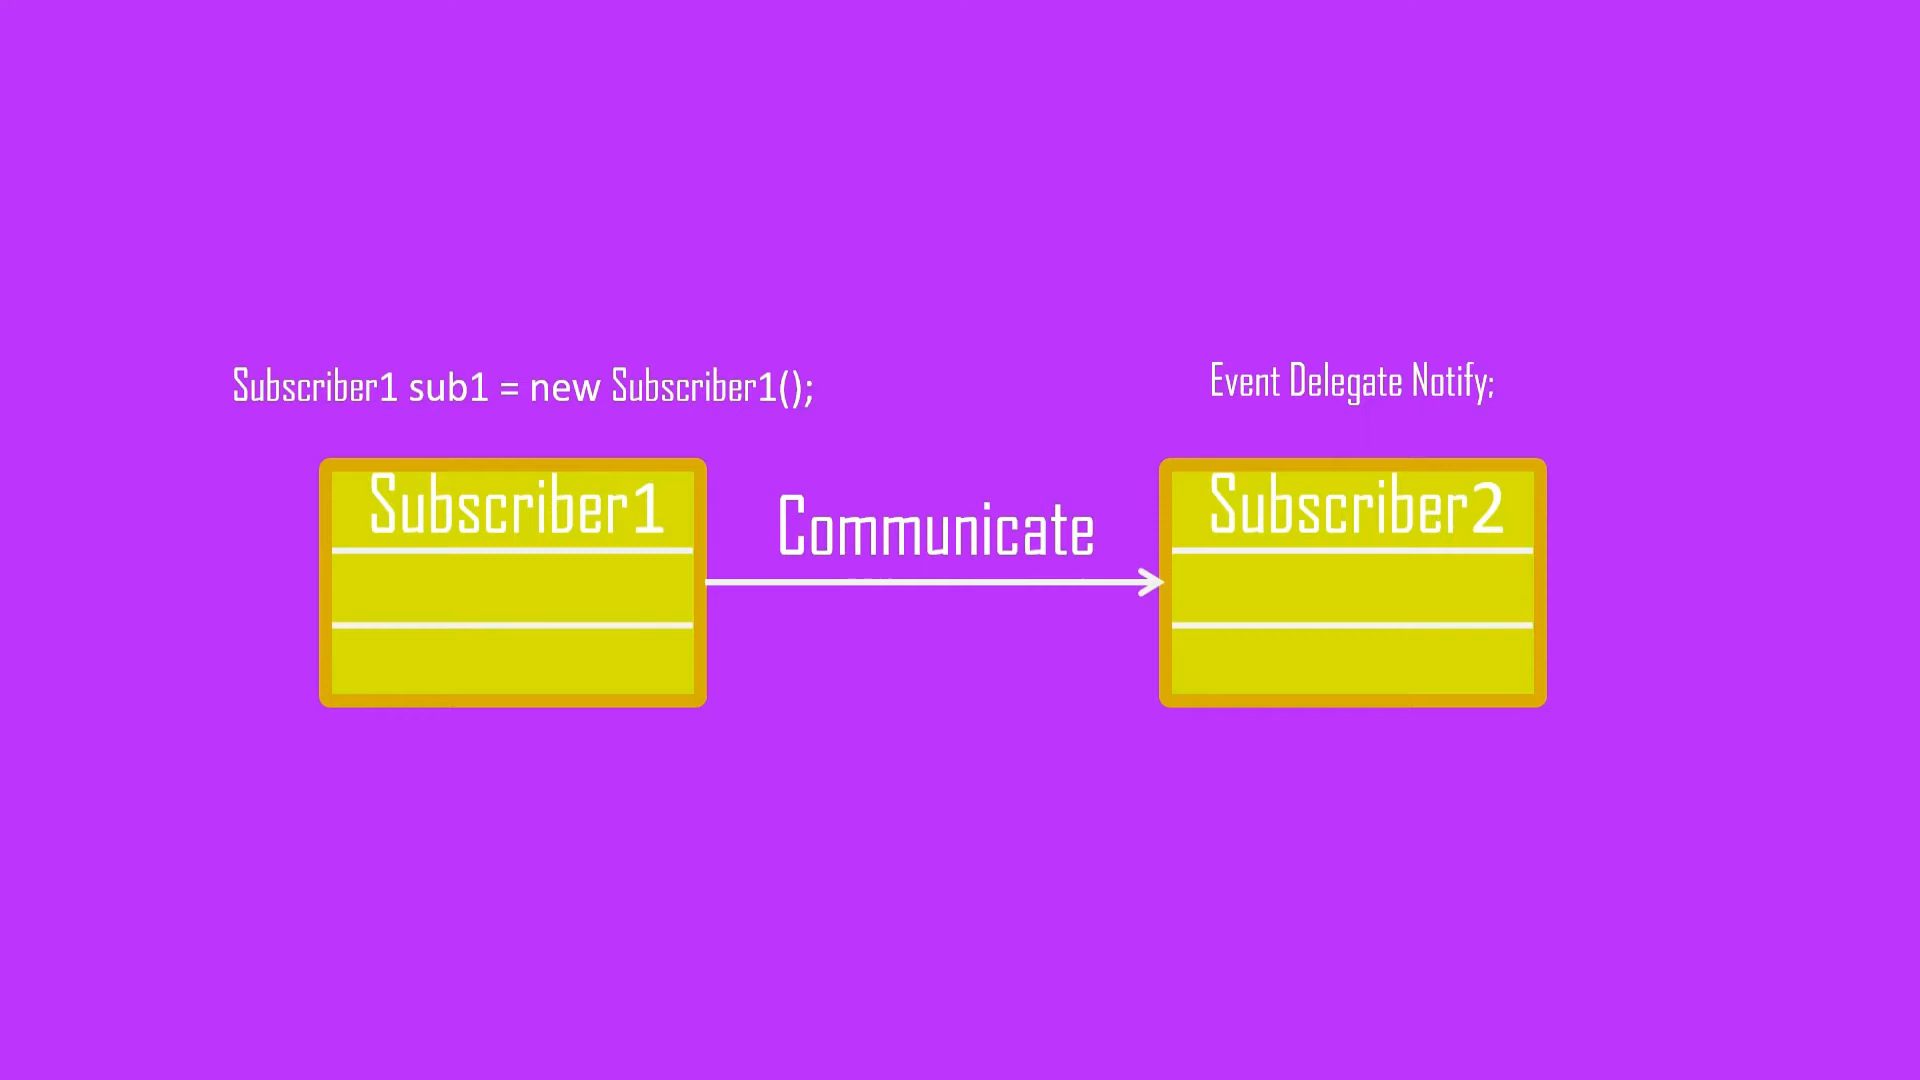 Subscriber1 sub1 = new Subscriber1();
Event Delegate Notify;
Subscriber1
Communicate
Subscriber2